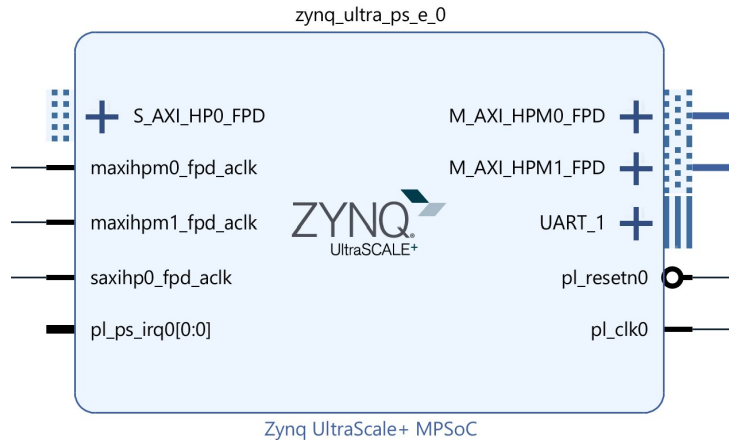 zynq_ultra_ps_e_0
S_AXI_HP0_FPD
maxihpm0_fpd_aclk
maxihpm1_fpd_aclk
saxihp0_fpd_aclk
pl_ps_irq0[0:0]
ZYNQ®
UltraSCALE+
M_AXI_HPM0_FPD
M_AXI_HPM1_FPD
UART_1
pl_resetn0
pl_clk0
Zynq UltraScale+ MPSoC